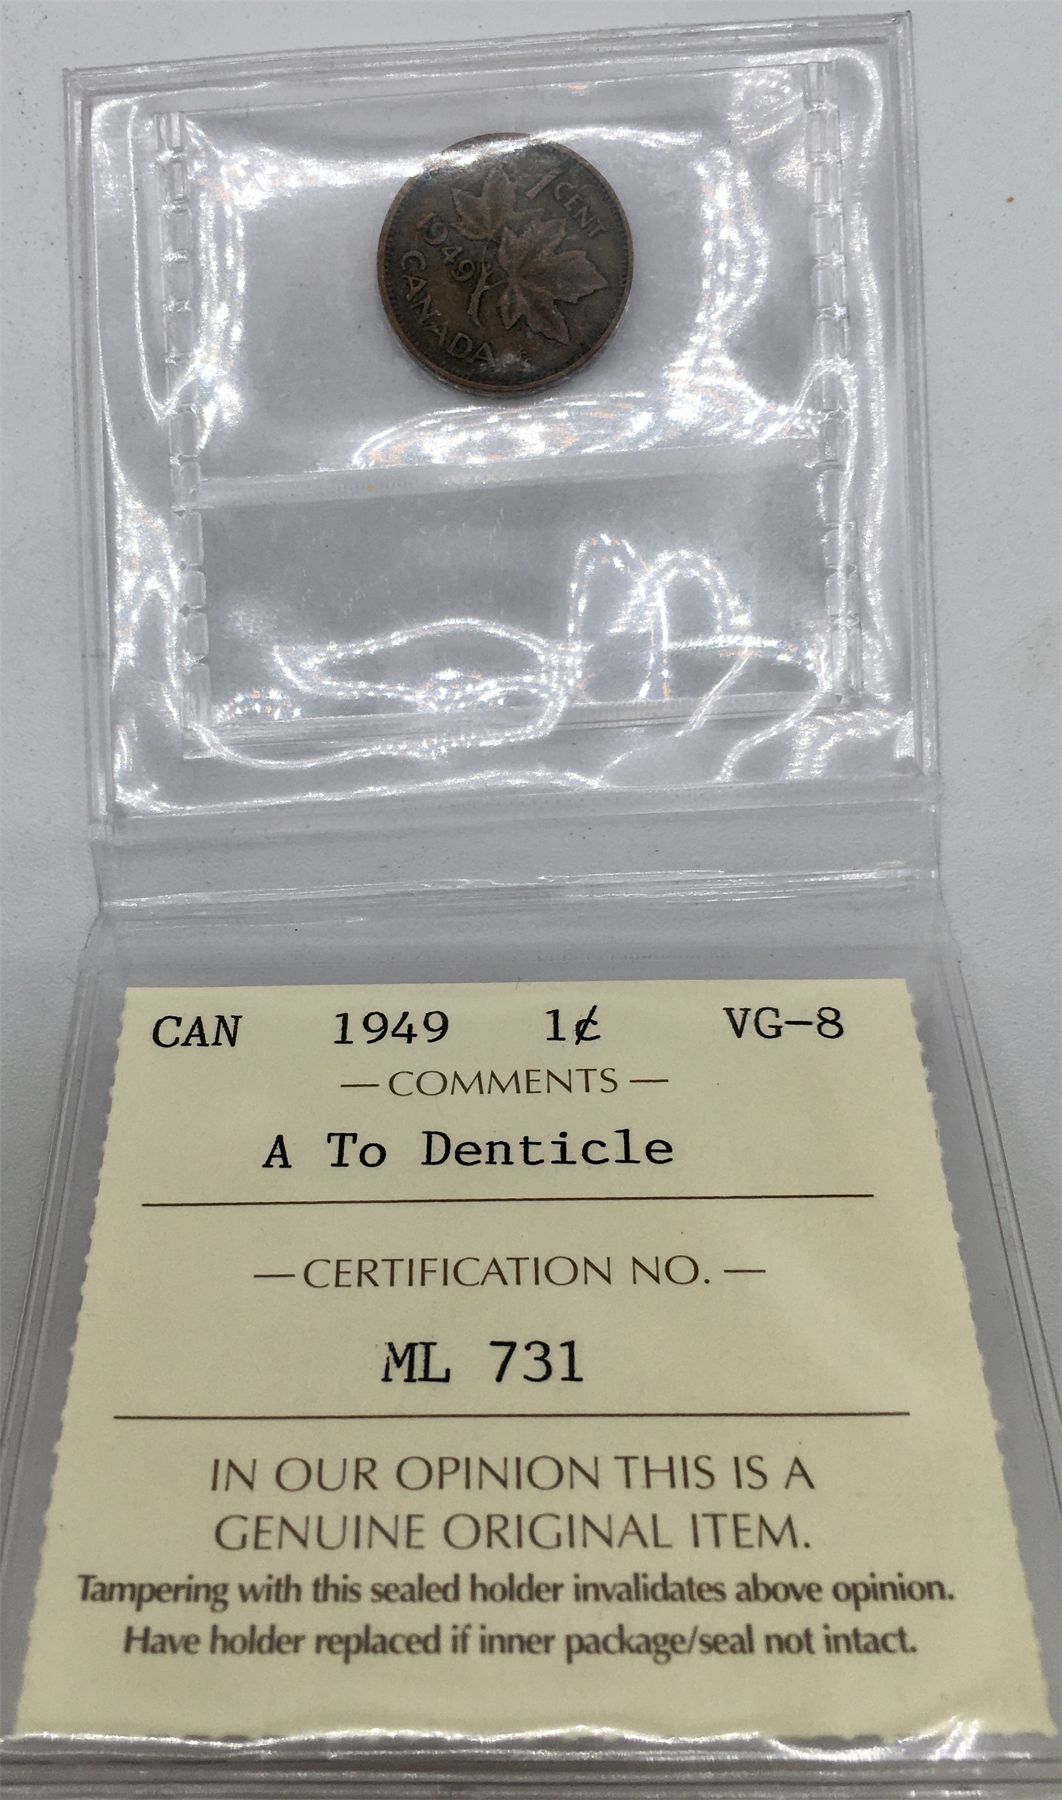 1 CENT
1949
CANADA
CAN 1949 1¢ VG-8
— COMMENTS —
A To Denticle
— CERTIFICATION NO. —
ML 731
IN OUR OPINION THIS IS A
GENUINE ORIGINAL ITEM.
Tampering with this sealed holder invalidates above opinion.
Have holder replaced if inner package/seal not intact.